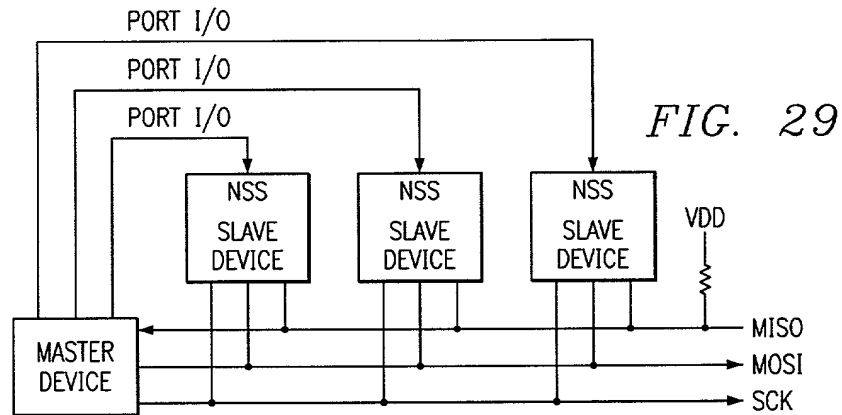 PORT I/O
PORT I/O
PORT I/O
FIG. 29
NSS
SLAVE
DEVICE
NSS
SLAVE
DEVICE
NSS
SLAVE
DEVICE
VDD
MASTER
DEVICE
MISO
MOSI
SCK